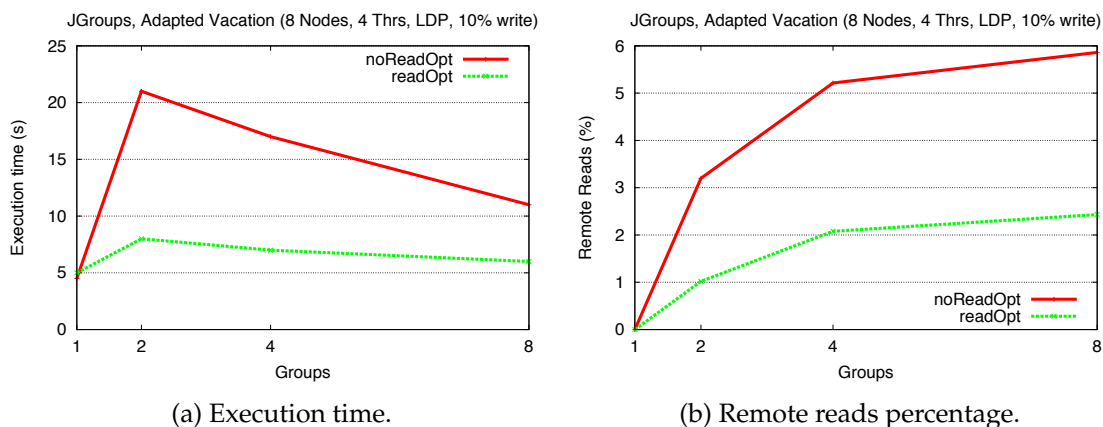 JGroups, Adapted Vacation (8 Nodes, 4 Thrs, LDP, 10% write)
25
20
15
10
5
0
1
2
4
8
Execution time (s)
Groups
noReadOpt
readOpt
(a) Execution time.
JGroups, Adapted Vacation (8 Nodes, 4 Thrs, LDP, 10% write)
6
5
4
3
2
1
0
1
2
4
8
Remote Reads (%)
Groups
noReadOpt
readOpt
(b) Remote reads percentage.